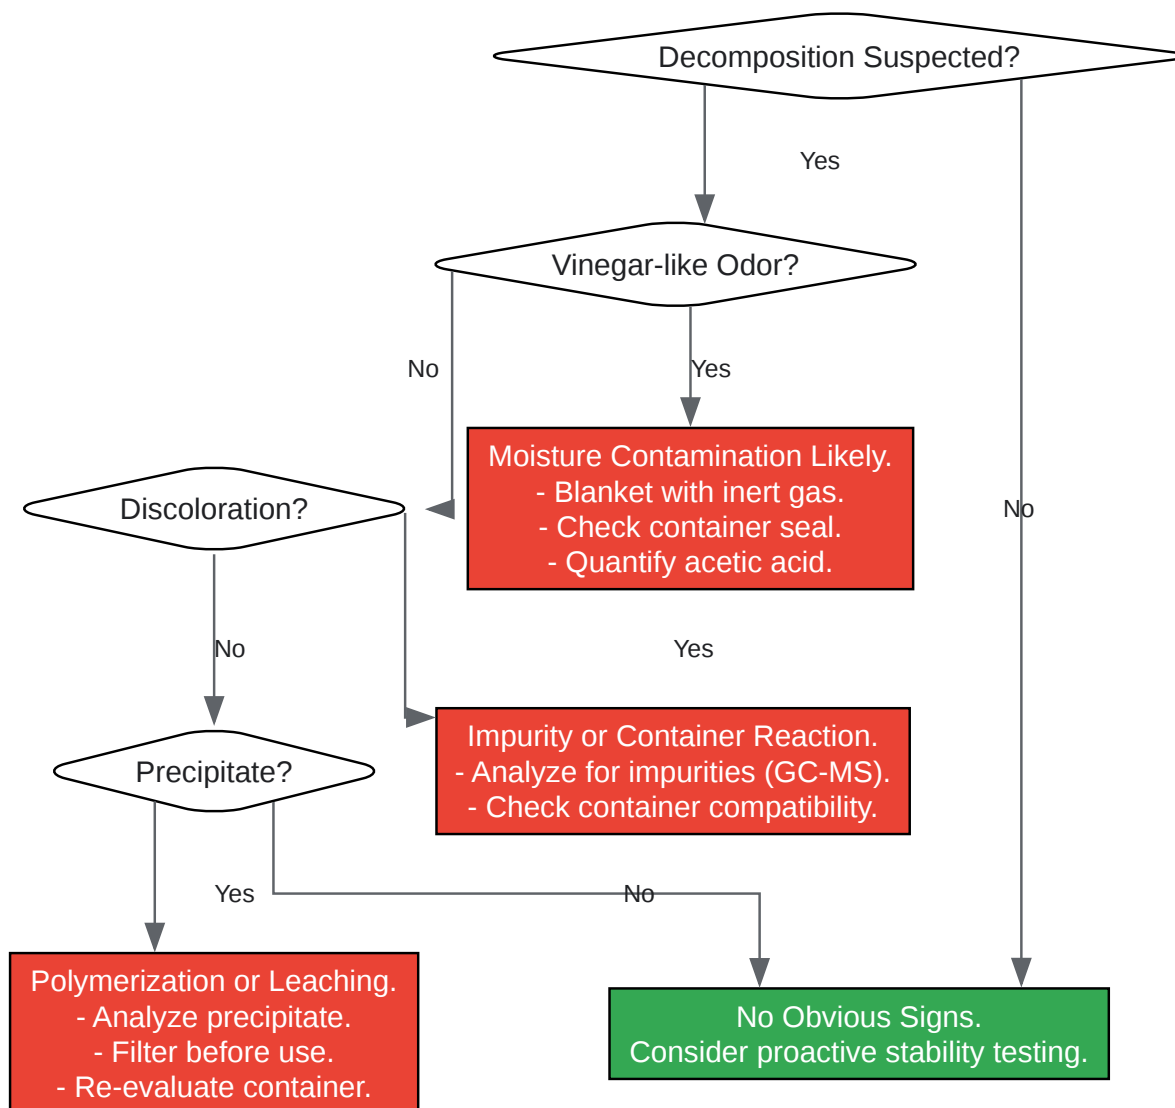 Decomposition Suspected?
Yes
Vinegar-like Odor?
No
Yes
Moisture Contamination Likely.
- Blanket with inert gas.
- Check container seal.
- Quantify acetic acid.
Discoloration?
No
No
Yes
Impurity or Container Reaction.
- Analyze for impurities (GC-MS).
- Check container compatibility.
Precipitate?
Yes
No
Polymerization or Leaching.
- Analyze precipitate.
- Filter before use.
- Re-evaluate container.
No Obvious Signs.
Consider proactive stability testing.